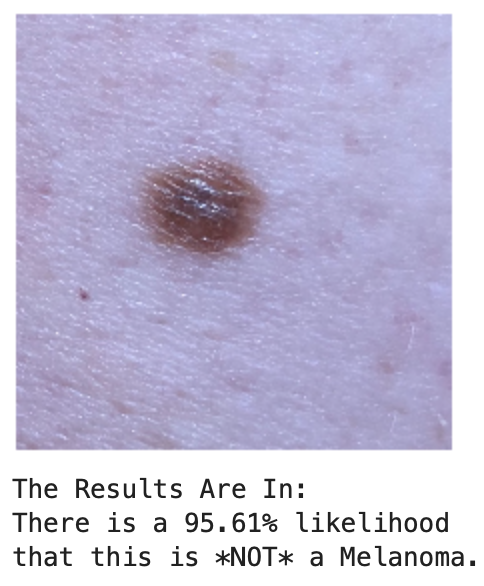 The Results Are In:
There is a 95.61% likelihood
that this is *NOT* a Melanoma.